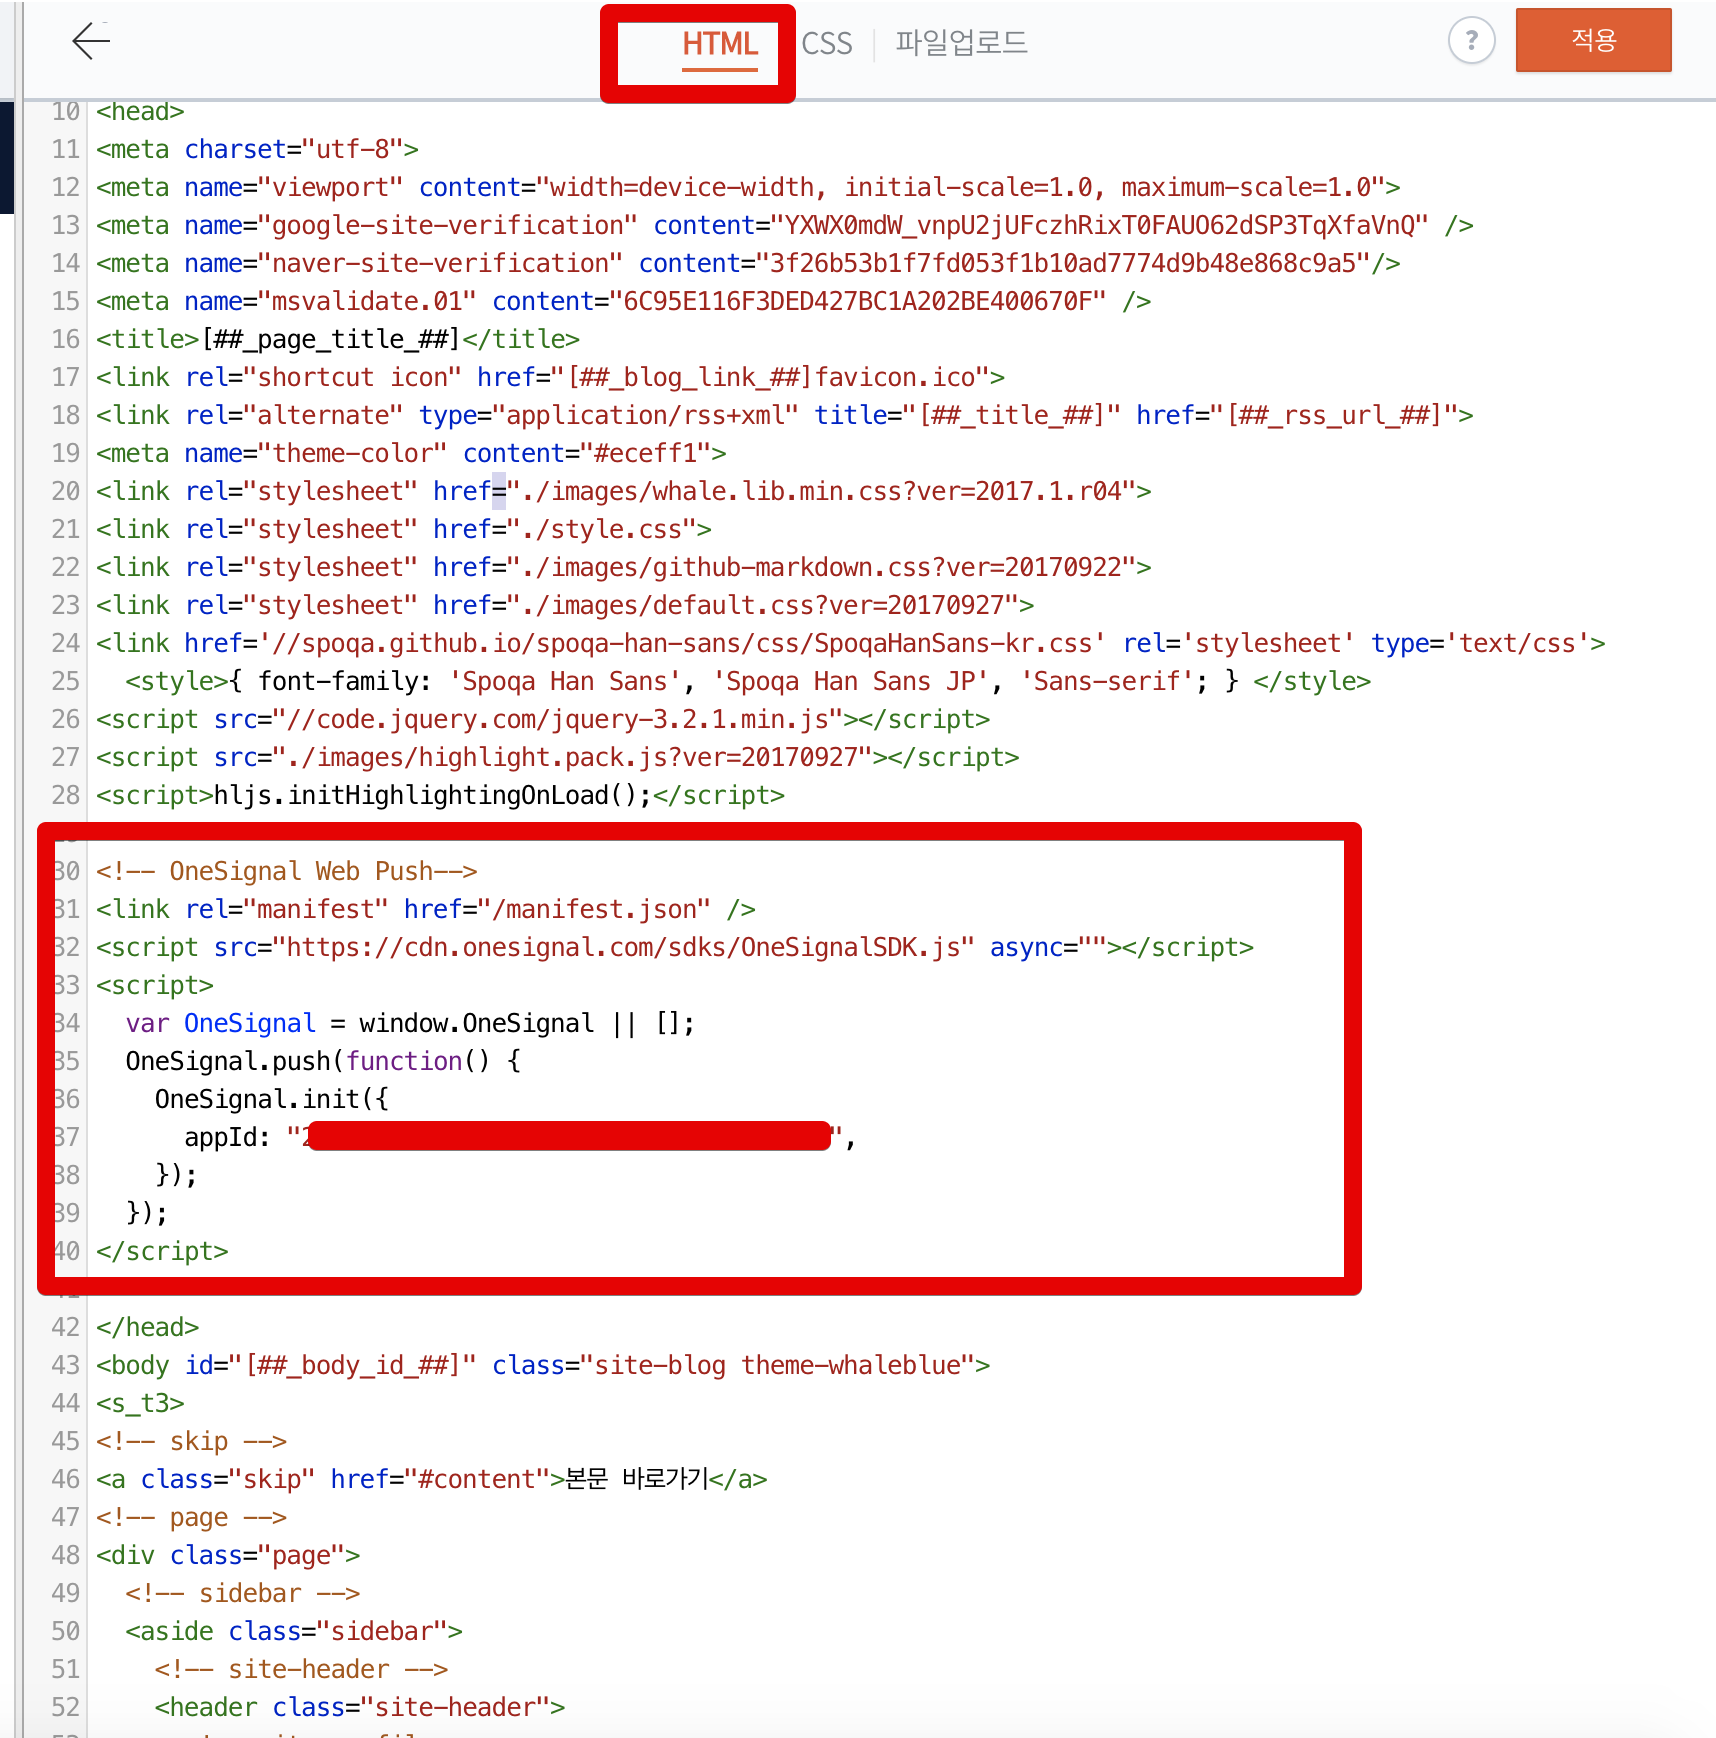 HTML CSS 파일업로드 ? 적용
10 <head>
11 <meta charset="utf-8">
12 <meta name="viewport" content="width=device-width, initial-scale=1.0, maximum-scale=1.0">
13 <meta name="google-site-verification" content="YXWX0mdW_vnpU2jUFczhRixT0FAUO62dSP3TqXfaVnQ" />
14 <meta name="naver-site-verification" content="3f26b53b1f7fd053f1b10ad7774d9b48e868c9a5"/>
15 <meta name="msvalidate.01" content="6C95E116F3DED427BC1A202BE400670F" />
16 <title>[##_page_title_##]</title>
17 <link rel="shortcut icon" href="[##_blog_link_##]favicon.ico">
18 <link rel="alternate" type="application/rss+xml" title="[##_title_##]" href="[##_rss_url_##]">
19 <meta name="theme-color" content="#eceff1">
20 <link rel="stylesheet" href="./images/whale.lib.min.css?ver=2017.1.r04">
21 <link rel="stylesheet" href="./style.css">
22 <link rel="stylesheet" href="./images/github-markdown.css?ver=20170922">
23 <link rel="stylesheet" href="./images/default.css?ver=20170927">
24 <link href='//spoqa.github.io/spoqa-han-sans/css/SpoqaHanSans-kr.css' rel='stylesheet' type='text/css'>
25 <style>{ font-family: 'Spoqa Han Sans', 'Spoqa Han Sans JP', 'Sans-serif'; } </style>
26 <script src="//code.jquery.com/jquery-3.2.1.min.js"></script>
27 <script src="./images/highlight.pack.js?ver=20170927"></script>
28 <script>hljs.initHighlightingOnLoad();</script>
30 <!-- OneSignal Web Push-->
31 <link rel="manifest" href="/manifest.json" />
32 <script src="https://cdn.onesignal.com/sdks/OneSignalSDK.js" async=""></script>
33 <script>
34 var OneSignal = window.OneSignal || [];
35 OneSignal.push(function() {
36 OneSignal.init({
37 appId: "2 ",
38 });
39 });
40 </script>
42 </head>
43 <body id="[##_body_id_##]" class="site-blog theme-whaleblue">
44 <s_t3>
45 <!-- skip -->
46 <a class="skip" href="#content">본문 바로가기</a>
47 <!-- page -->
48 <div class="page">
49 <!-- sidebar -->
50 <aside class="sidebar">
51 <!-- site-header -->
52 <header class="site-header">